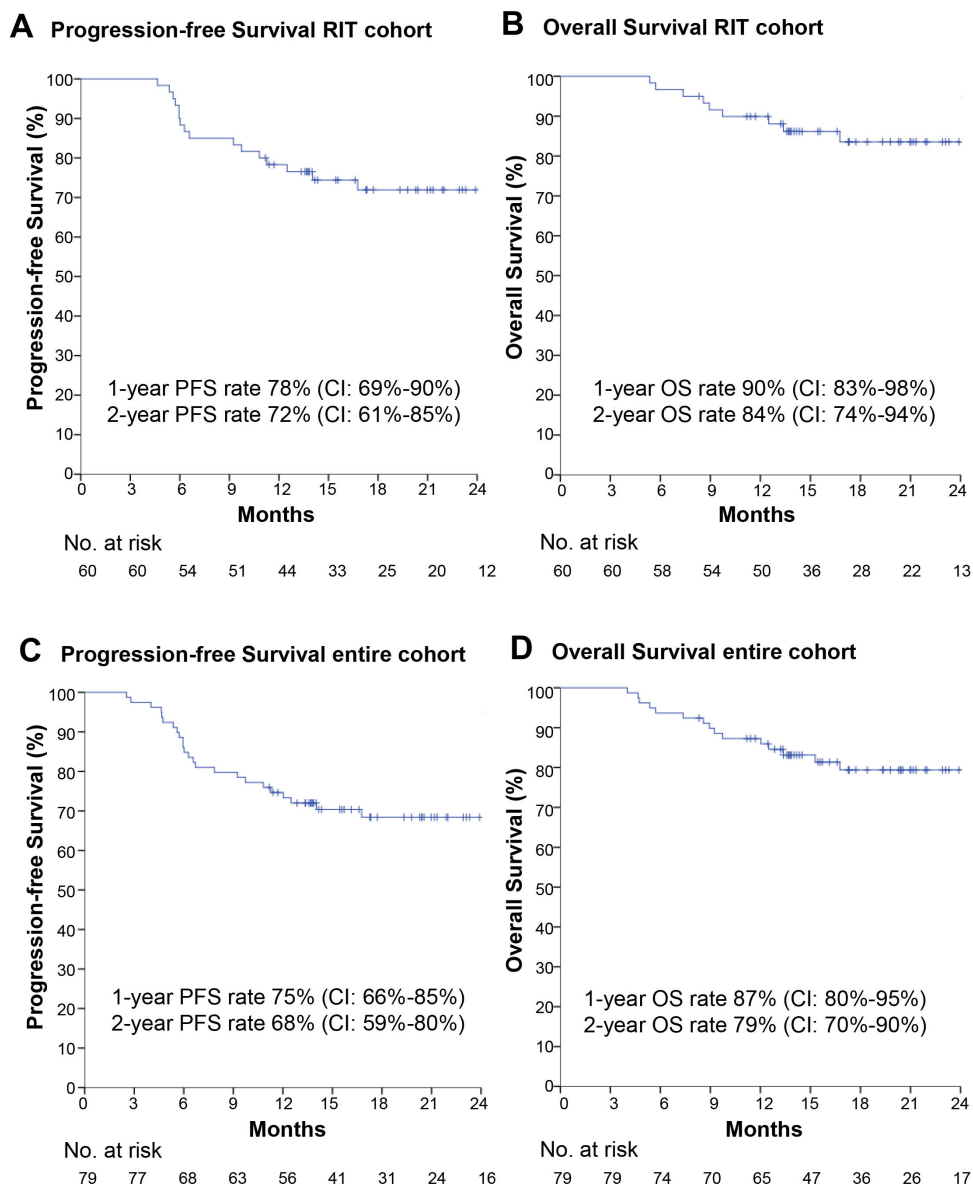 A Progression-free Survival RIT cohort
Progression-free Survival (%)
100
90
80
70
60
50
40
30
20
10
0
1-year PFS rate 78% (CI: 69%-90%)
2-year PFS rate 72% (CI: 61%-85%)
0 3 6 9 12 15 18 21 24
Months
No. at risk
60 60 54 51 44 33 25 20 12
B Overall Survival RIT cohort
Overall Survival (%)
100
90
80
70
60
50
40
30
20
10
0
1-year OS rate 90% (CI: 83%-98%)
2-year OS rate 84% (CI: 74%-94%)
0 3 6 9 12 15 18 21 24
Months
No. at risk
60 60 58 54 50 36 28 22 13
C Progression-free Survival entire cohort
Progression-free Survival (%)
100
90
80
70
60
50
40
30
20
10
0
1-year PFS rate 75% (CI: 66%-85%)
2-year PFS rate 68% (CI: 59%-80%)
0 3 6 9 12 15 18 21 24
Months
No. at risk
79 77 68 63 56 41 31 24 16
D Overall Survival entire cohort
Overall Survival (%)
100
90
80
70
60
50
40
30
20
10
0
1-year OS rate 87% (CI: 80%-95%)
2-year OS rate 79% (CI: 70%-90%)
0 3 6 9 12 15 18 21 24
Months
No. at risk
79 79 74 70 65 47 36 26 17